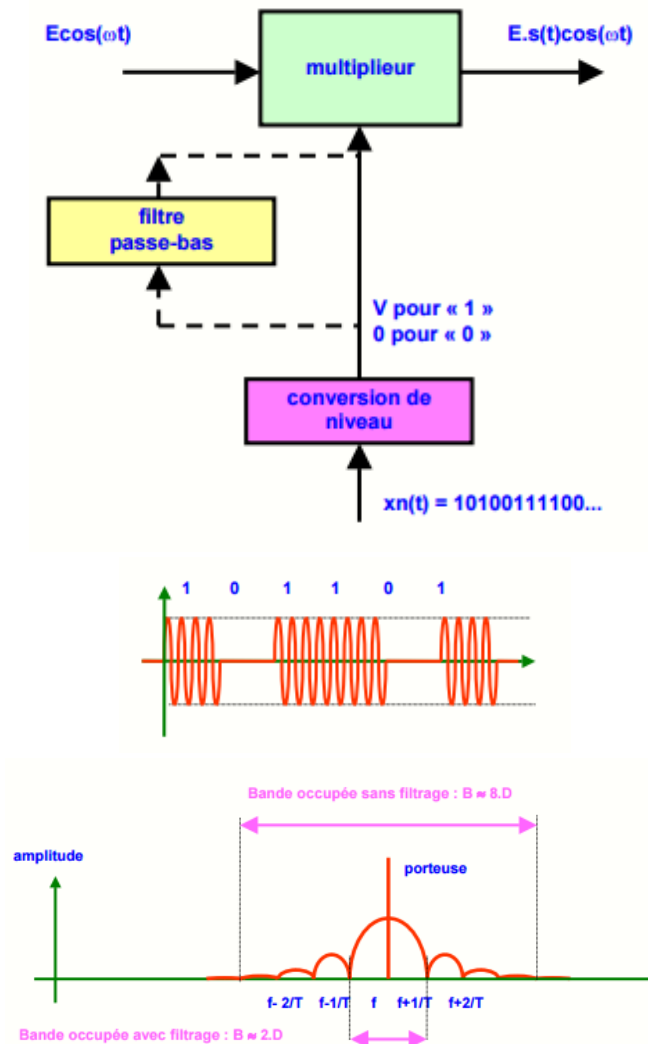 Ecos(ωt)
multiplieur
E.s(t)cos(ωt)
filtre
passe-bas
V pour « 1 »
0 pour « 0 »
conversion de
niveau
xn(t) = 10100111100...
1 0 1 1 0 1
Bande occupée sans filtrage : B ≈ 8.D
amplitude
porteuse
f- 2/T f-1/T f f+1/T f+2/T
Bande occupée avec filtrage : B ≈ 2.D